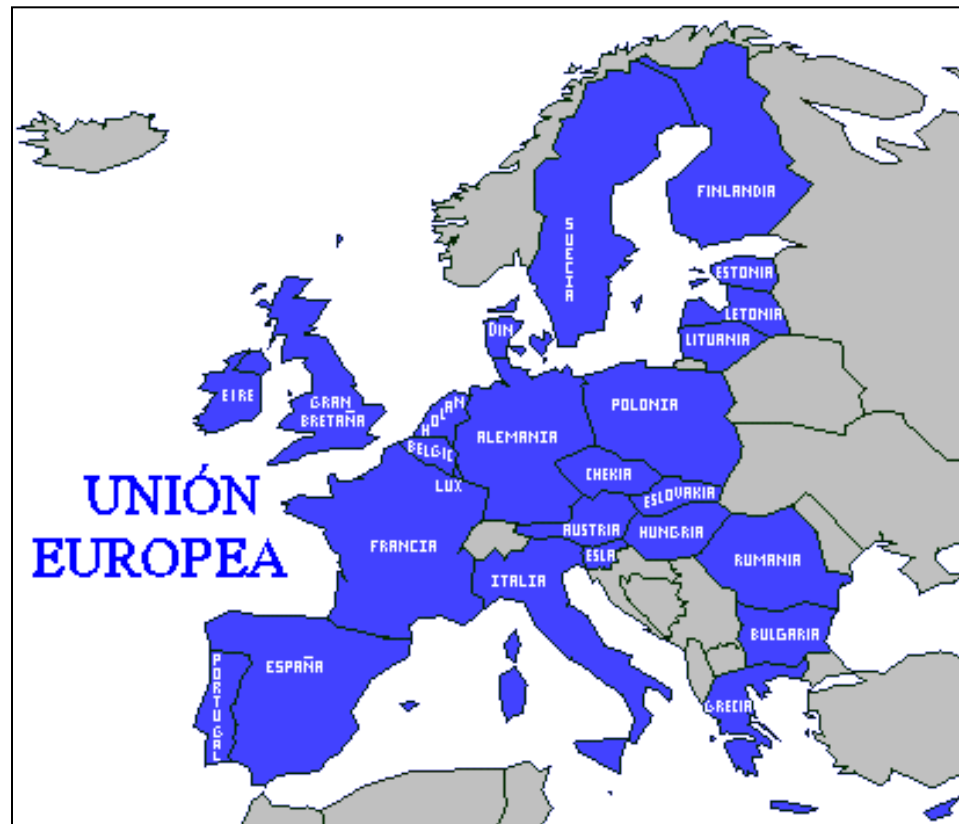 SUECIA
FINLANDIA
ESTONIA
LETONIA
LITUANIA
DIN
EIRE
GRAN
BRETAÑA
HOLAN
BELGIC
LUX
ALEMANIA
POLONIA
CHEKIA
ESLOVAKIA
AUSTRIA
HUNGRIA
ESLA
FRANCIA
ITALIA
RUMANIA
BULGARIA
GRECIA
UNIÓN
EUROPEA
ESPAÑA
PORTUGAL